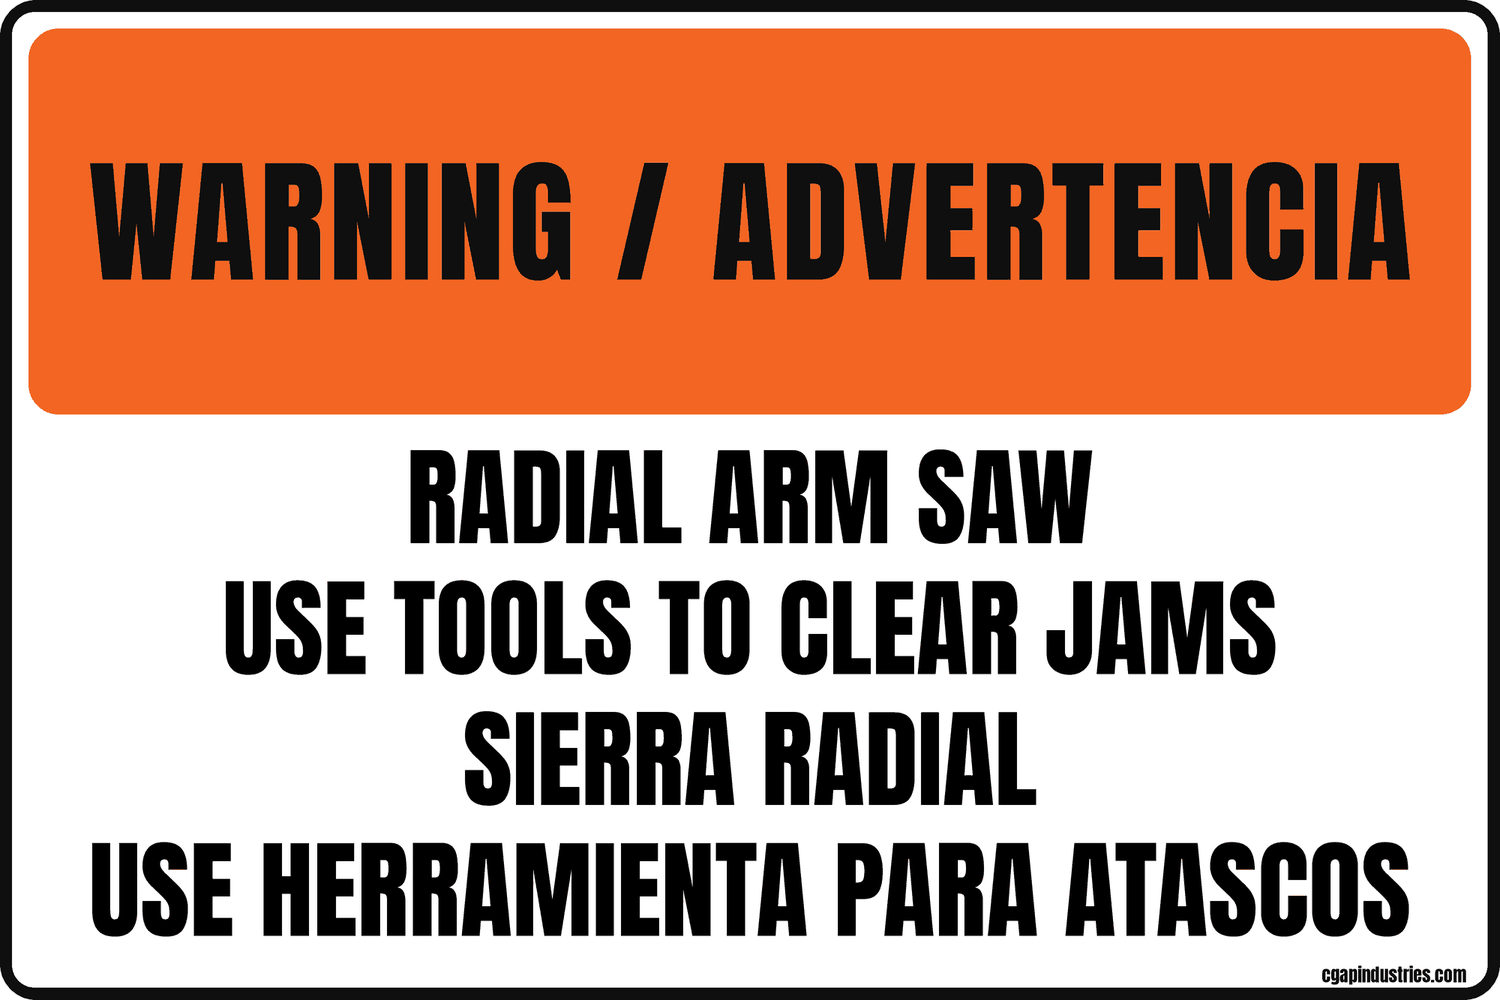 WARNING / ADVERTENCIA
RADIAL ARM SAW
USE TOOLS TO CLEAR JAMS
SIERRA RADIAL
USE HERRAMIENTA PARA ATASCOS
cgapindustries.com